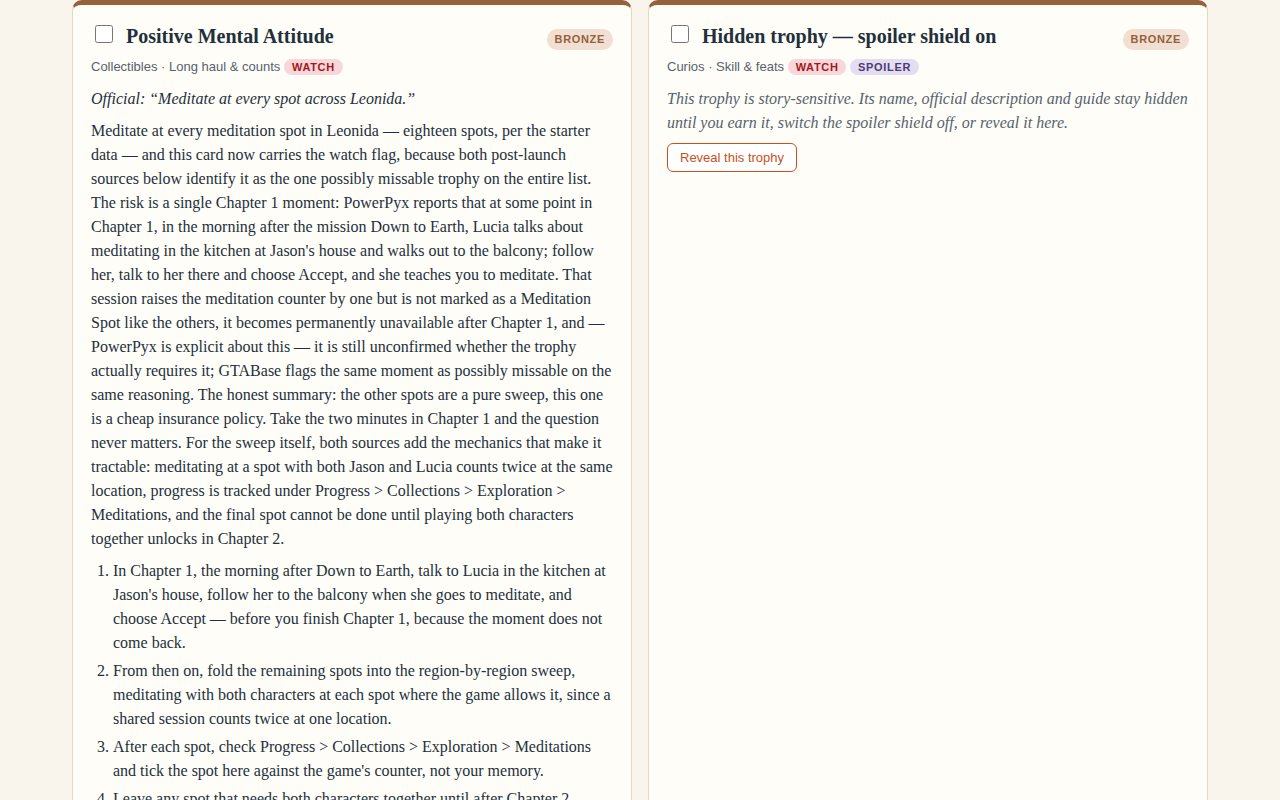 Positive Mental Attitude
BRONZE
Collectibles · Long haul & counts WATCH
Official: “Meditate at every spot across Leonida.”
Meditate at every meditation spot in Leonida — eighteen spots, per the starter
data — and this card now carries the watch flag, because both post-launch
sources below identify it as the one possibly missable trophy on the entire list.
The risk is a single Chapter 1 moment: PowerPyx reports that at some point in
Chapter 1, in the morning after the mission Down to Earth, Lucia talks about
meditating in the kitchen at Jason's house and walks out to the balcony; follow
her, talk to her there and choose Accept, and she teaches you to meditate. That
session raises the meditation counter by one but is not marked as a Meditation
Spot like the others, it becomes permanently unavailable after Chapter 1, and —
PowerPyx is explicit about this — it is still unconfirmed whether the trophy
actually requires it; GTABase flags the same moment as possibly missable on the
same reasoning. The honest summary: the other spots are a pure sweep, this one
is a cheap insurance policy. Take the two minutes in Chapter 1 and the question
never matters. For the sweep itself, both sources add the mechanics that make it
tractable: meditating at a spot with both Jason and Lucia counts twice at the same
location, progress is tracked under Progress > Collections > Exploration >
Meditations, and the final spot cannot be done until playing both characters
together unlocks in Chapter 2.
1. In Chapter 1, the morning after Down to Earth, talk to Lucia in the kitchen at
Jason's house, follow her to the balcony when she goes to meditate, and
choose Accept — before you finish Chapter 1, because the moment does not
come back.
2. From then on, fold the remaining spots into the region-by-region sweep,
meditating with both characters at each spot where the game allows it, since a
shared session counts twice at one location.
3. After each spot, check Progress > Collections > Exploration > Meditations
and tick the spot here against the game's counter, not your memory.
4. Leave any spot that needs both characters together until after Chapter 2
Hidden trophy — spoiler shield on
BRONZE
Curios · Skill & feats WATCH SPOILER
This trophy is story-sensitive. Its name, official description and guide stay hidden
until you earn it, switch the spoiler shield off, or reveal it here.
Reveal this trophy